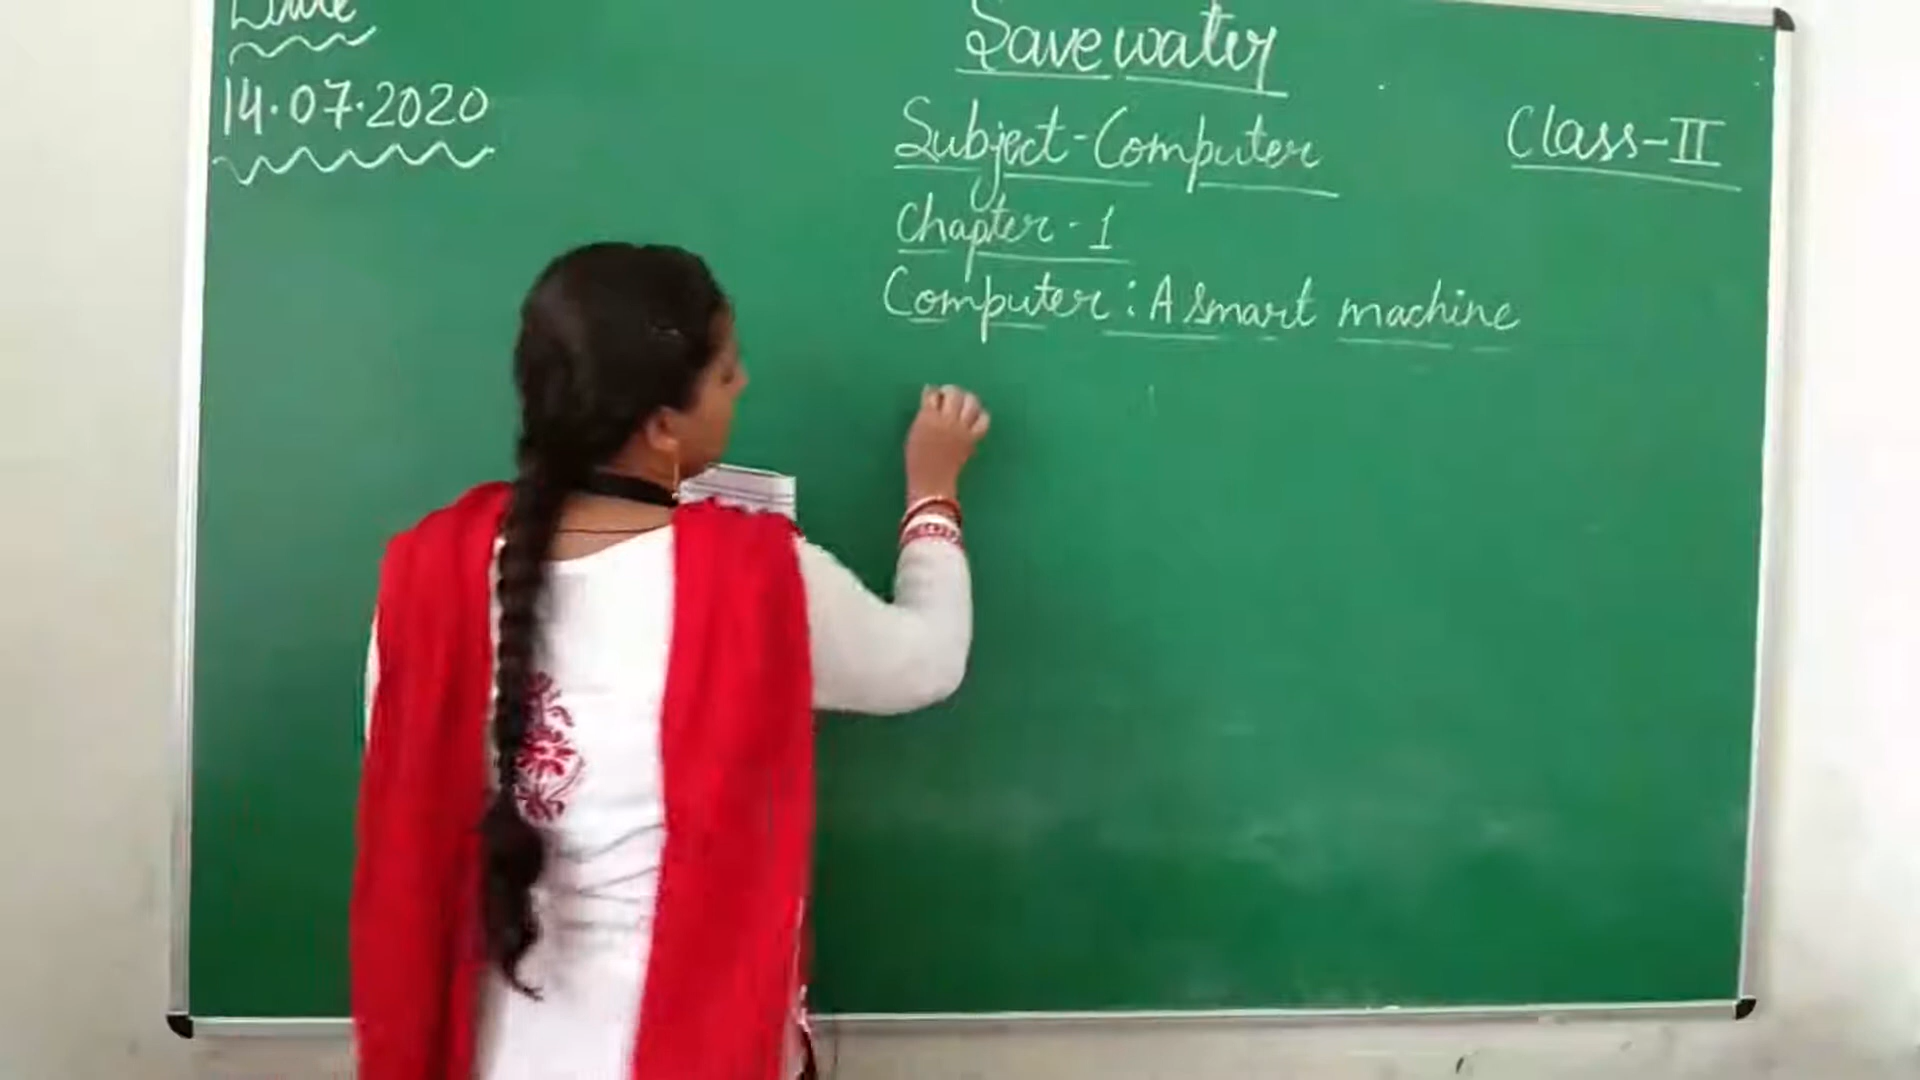 Date
14.07.2020
Save water
Subject-Computer
Class-II
Chapter-1
Computer: A smart machine